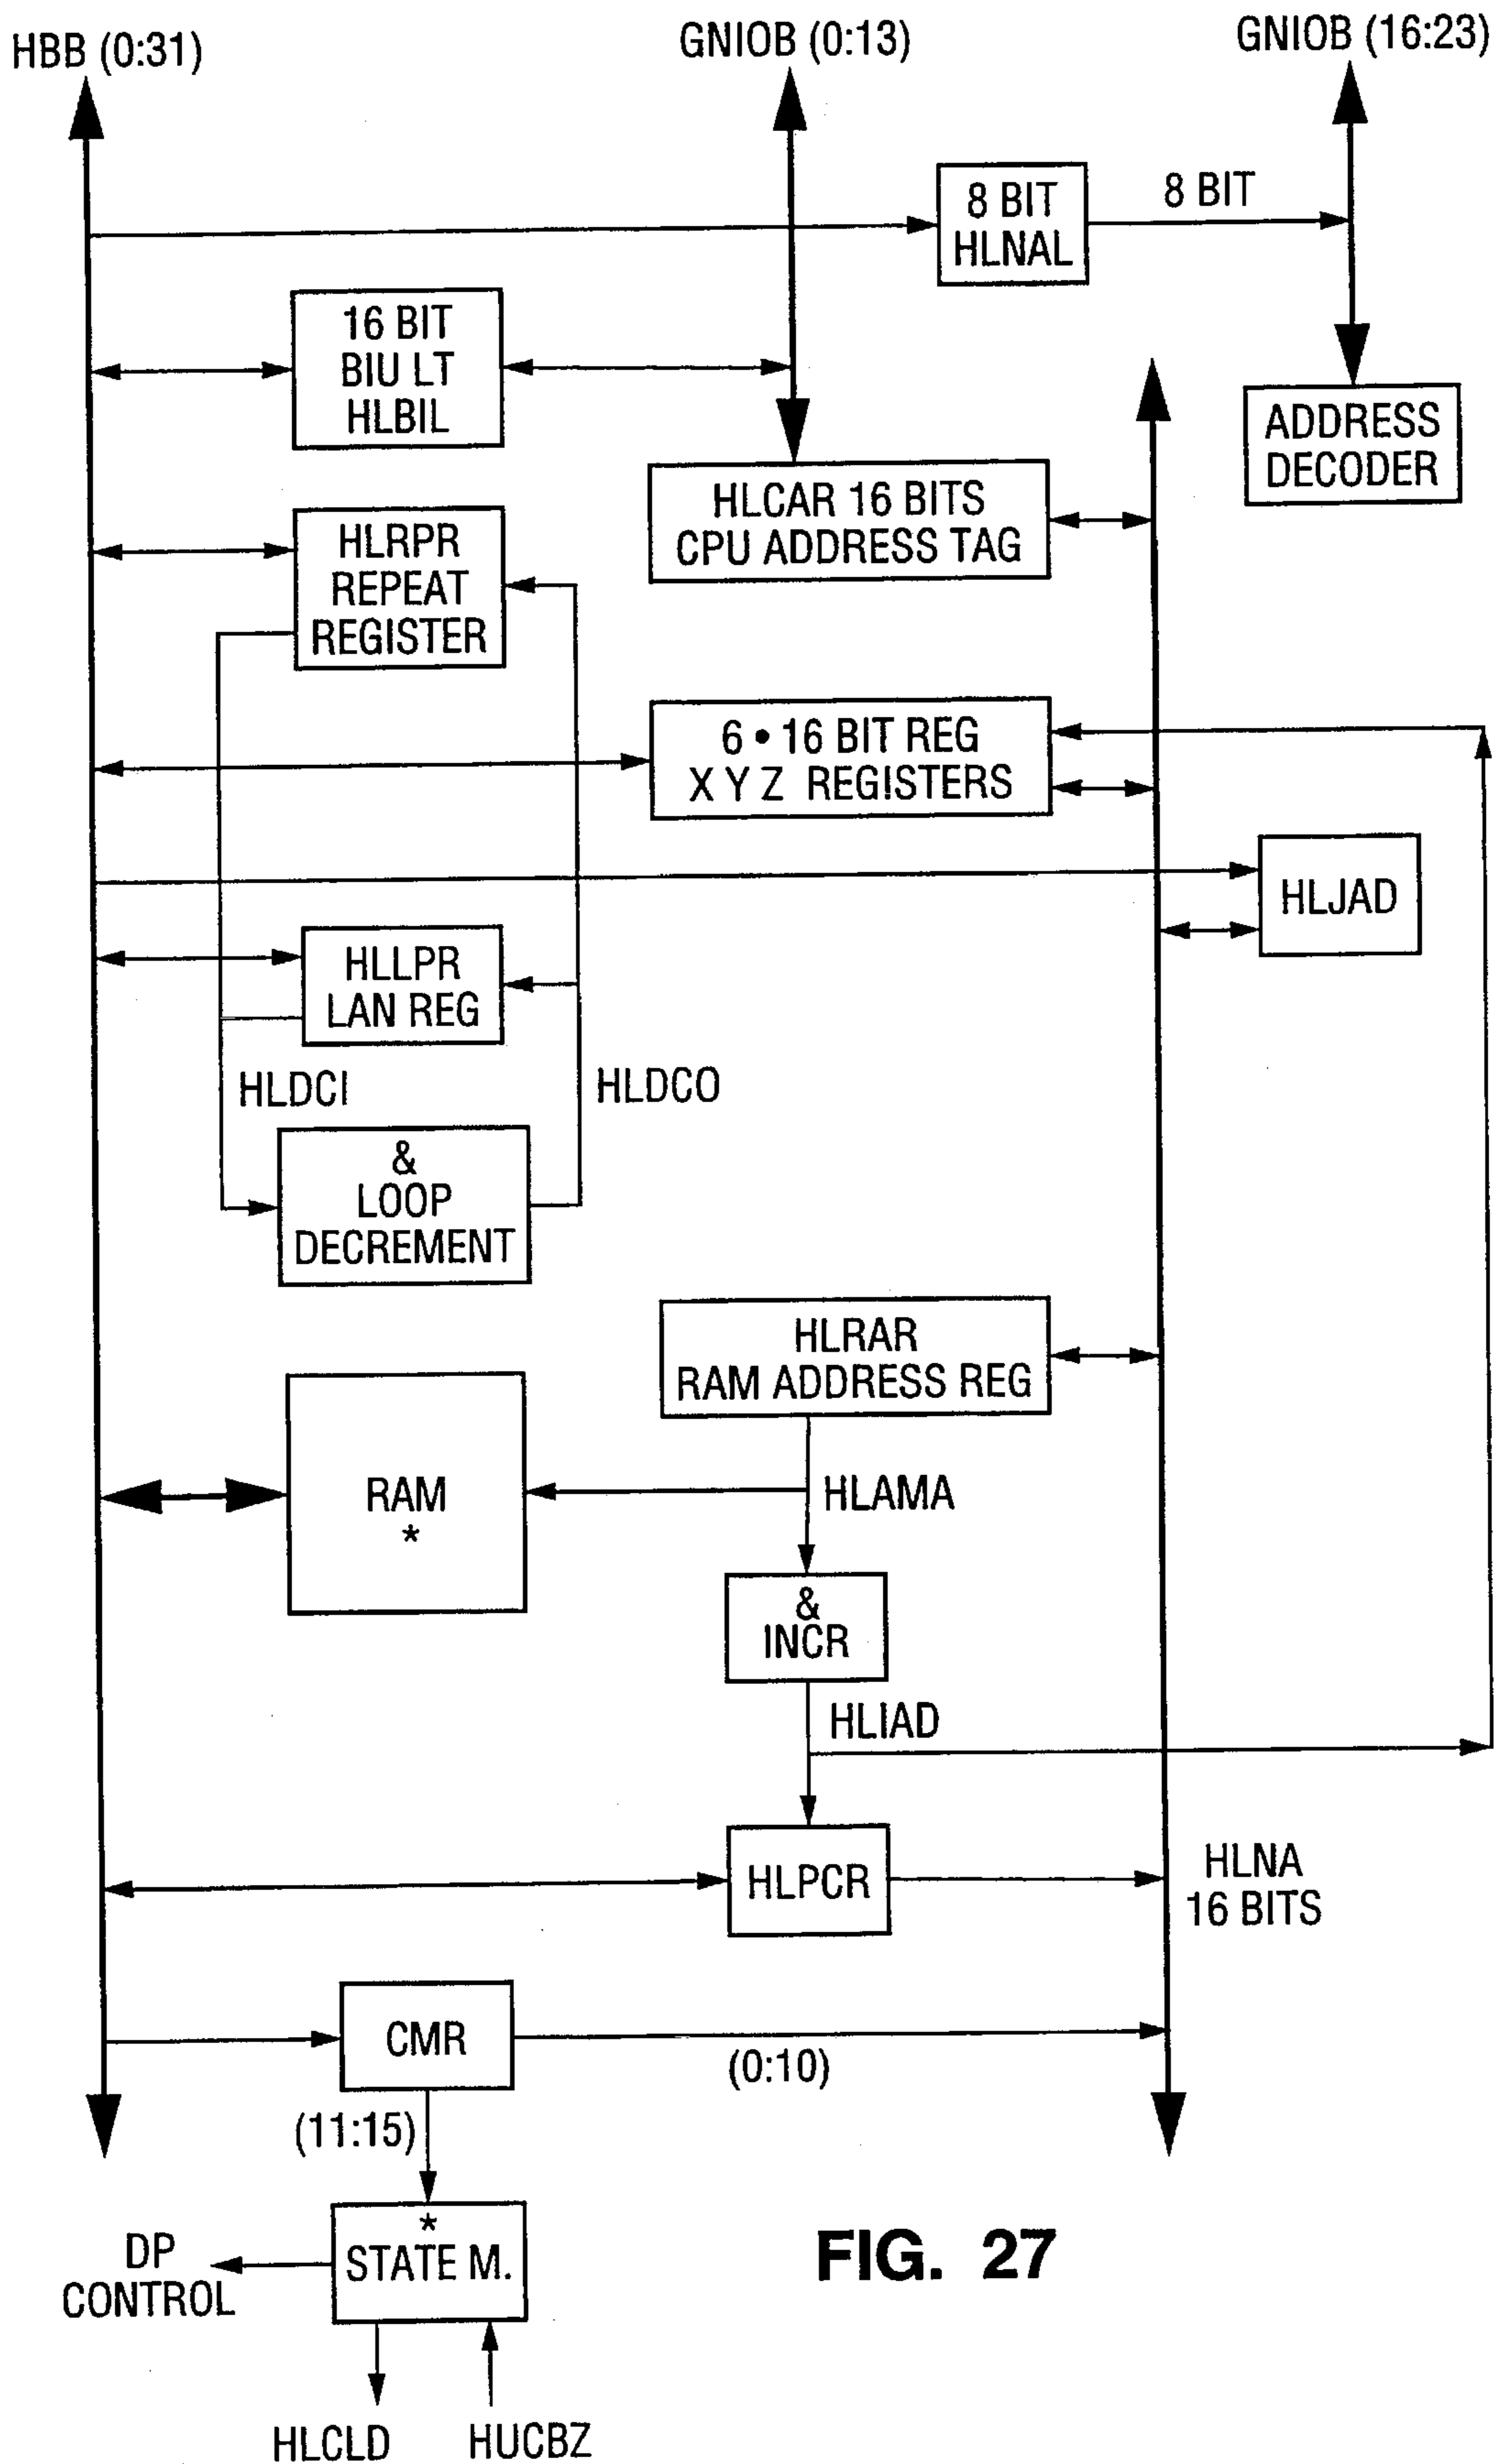 HBB (0:31)
GNIOB (0:13)
GNIOB (16:23)
8 BIT
HLNAL
8 BIT
16 BIT
BIU LT
HLBIL
ADDRESS
DECODER
HLCAR 16 BITS
CPU ADDRESS TAG
HLRPR
REPEAT
REGISTER
6 • 16 BIT REG
X Y Z REGISTERS
HLJAD
HLLPR
LAN REG
HLDCI
HLDCO
&
LOOP
DECREMENT
HLRAR
RAM ADDRESS REG
RAM
*
HLAMA
&
INCR
HLIAD
HLPCR
HLNA
16 BITS
CMR
(0:10)
(11:15)
*
STATE M.
DP
CONTROL
HLCLD
HUCBZ
FIG. 27